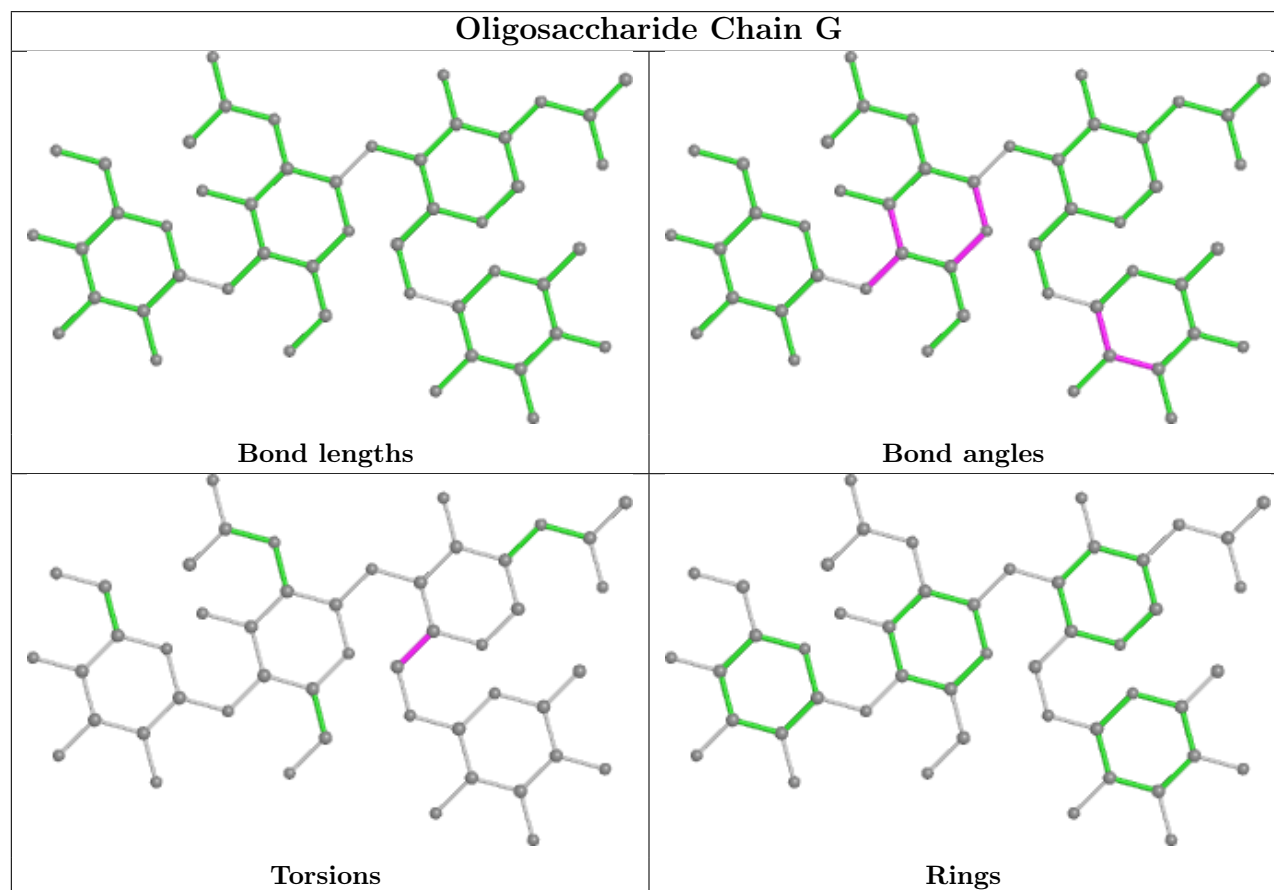 Oligosaccharide Chain G
Bond lengths
Bond angles
Torsions
Rings